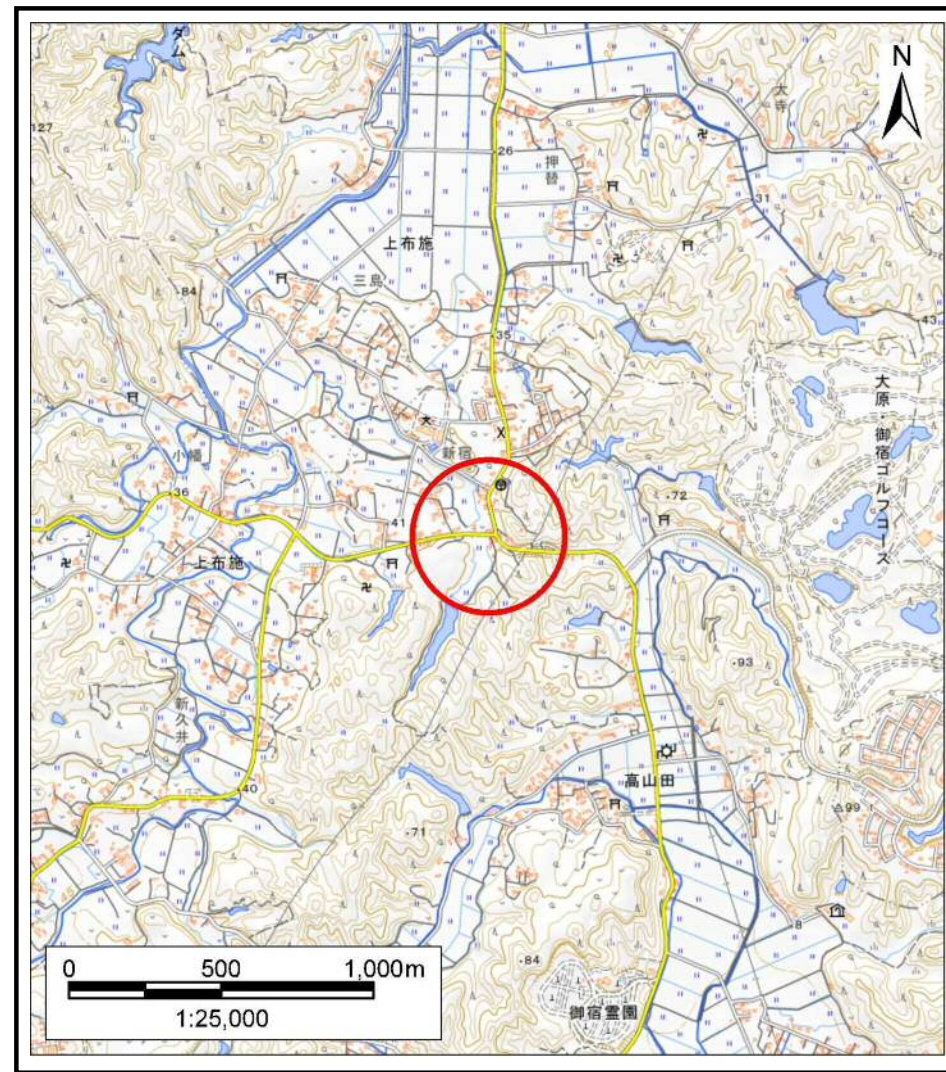 ダム
N
127
太寺
26
押替
31
上布施
三島
84
43
35
大原・御宿ゴルフコース
新宿
小幡
36
72
41
上布施
93
新久井
高山田
40
99
71
8
84
御宿霊園
0 500 1,000m
1:25,000